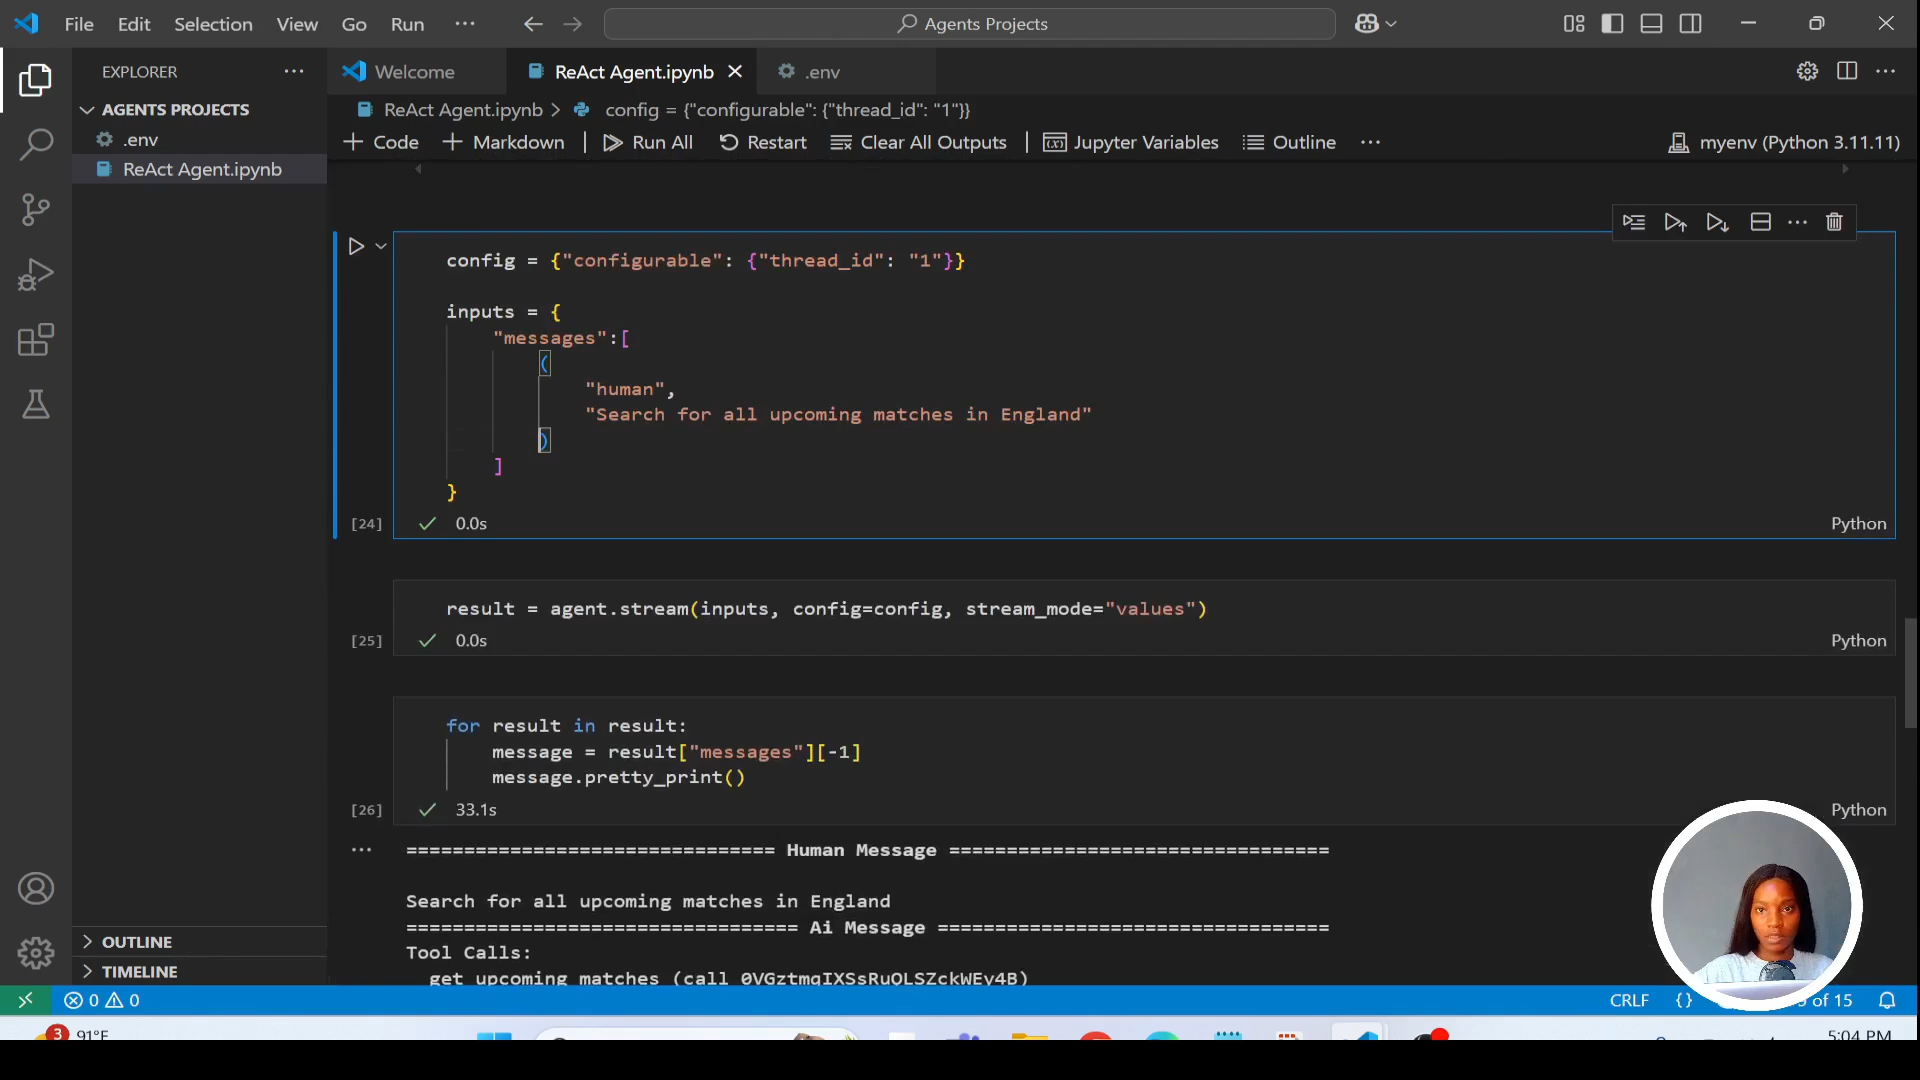 File Edit Selection View Go Run ··· Agents Projects
EXPLORER ···
Welcome
ReAct Agent.ipynb
.env
AGENTS PROJECTS
.env
ReAct Agent.ipynb
ReAct Agent.ipynb > config = {"configurable": {"thread_id": "1"}}
+ Code + Markdown | Run All Restart Clear All Outputs | Jupyter Variables Outline ··· myenv (Python 3.11.11)
config = {"configurable": {"thread_id": "1"}}
inputs = {
"messages":[
(
"human",
"Search for all upcoming matches in England"
)
]
}
[24] 0.0s Python
result = agent.stream(inputs, config=config, stream_mode="values")
[25] 0.0s Python
for result in result:
message = result["messages"][-1]
message.pretty_print()
[26] 33.1s Python
================================ Human Message =================================
Search for all upcoming matches in England
================================== Ai Message ==================================
Tool Calls:
get_upcoming_matches (call_
OUTLINE
TIMELINE
0 0 CRLF {} of 15
3 91°F 5:04 PM